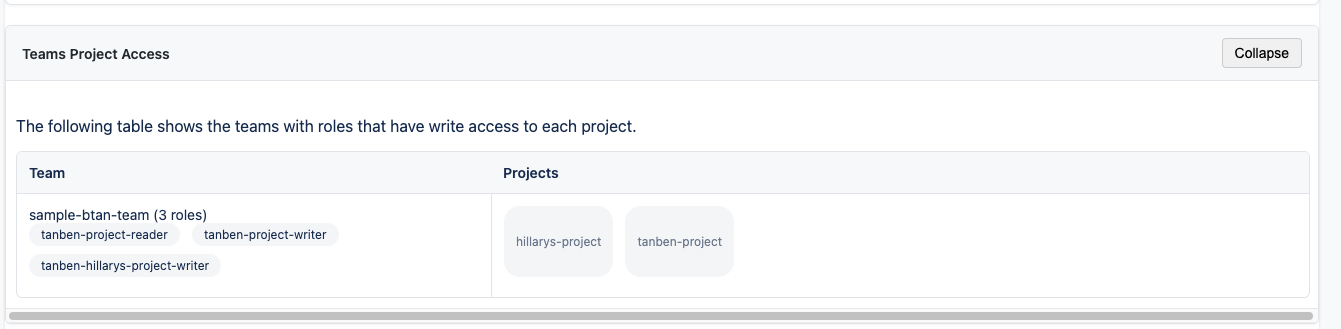 Teams Project Access
Collapse
The following table shows the teams with roles that have write access to each project.
Team
Projects
sample-btan-team (3 roles)
tanben-project-reader
tanben-project-writer
tanben-hillarys-project-writer
hillarys-project
tanben-project